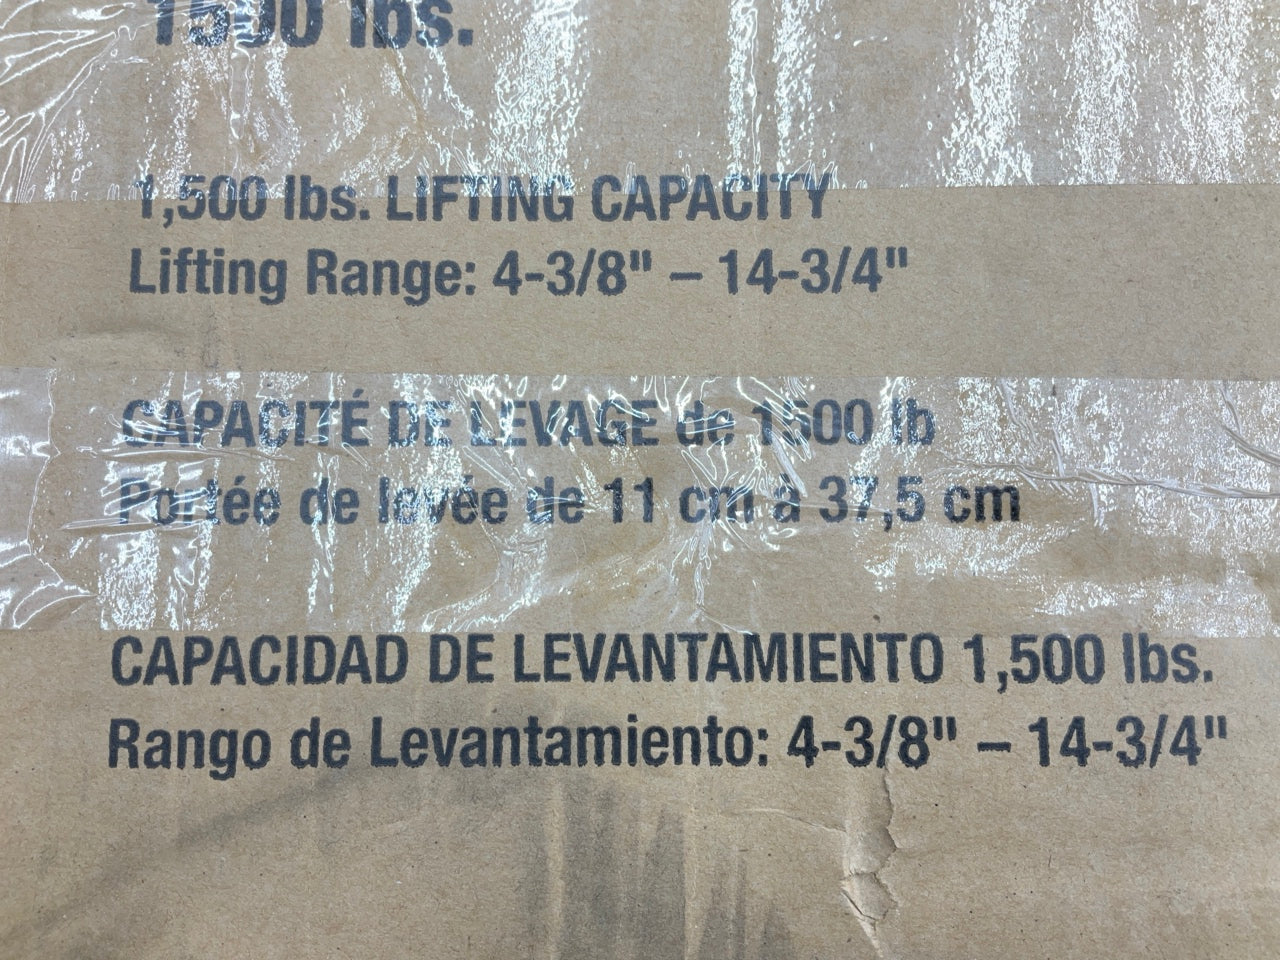 1500 lbs.
1,500 lbs. LIFTING CAPACITY
Lifting Range: 4-3/8" – 14-3/4"
CAPACITÉ DE LEVAGE de 1500 lb
Portée de levée de 11 cm à 37,5 cm
CAPACIDAD DE LEVANTAMIENTO 1,500 lbs.
Rango de Levantamiento: 4-3/8" – 14-3/4"